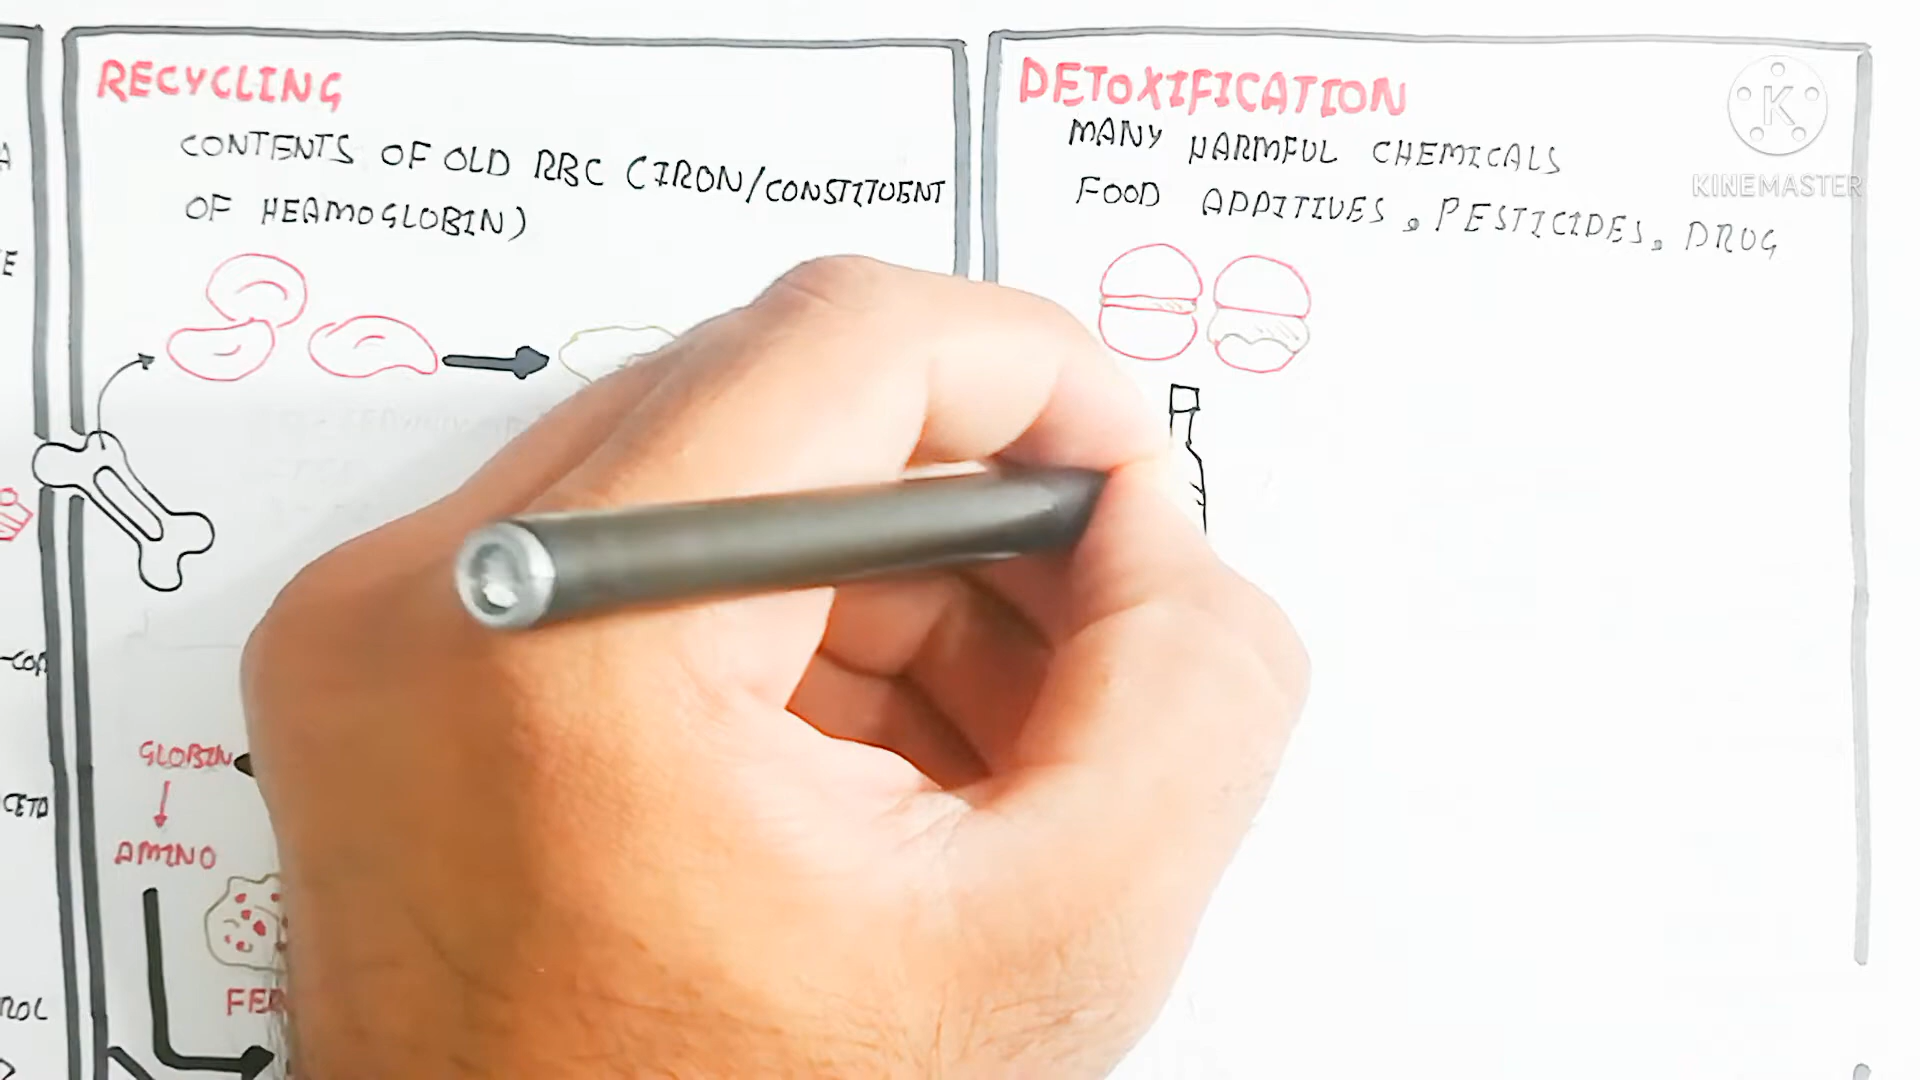 RECYCLING
CONTENTS OF OLD RBC (IRON/CONSTITUENT
OF HEAMOGLOBIN)
GLOBIN
AMINO
DETOXIFICATION
MANY HARMFUL CHEMICALS
FOOD ADDITIVES, PESTICIDES, DRUG
K
KINEMASTER